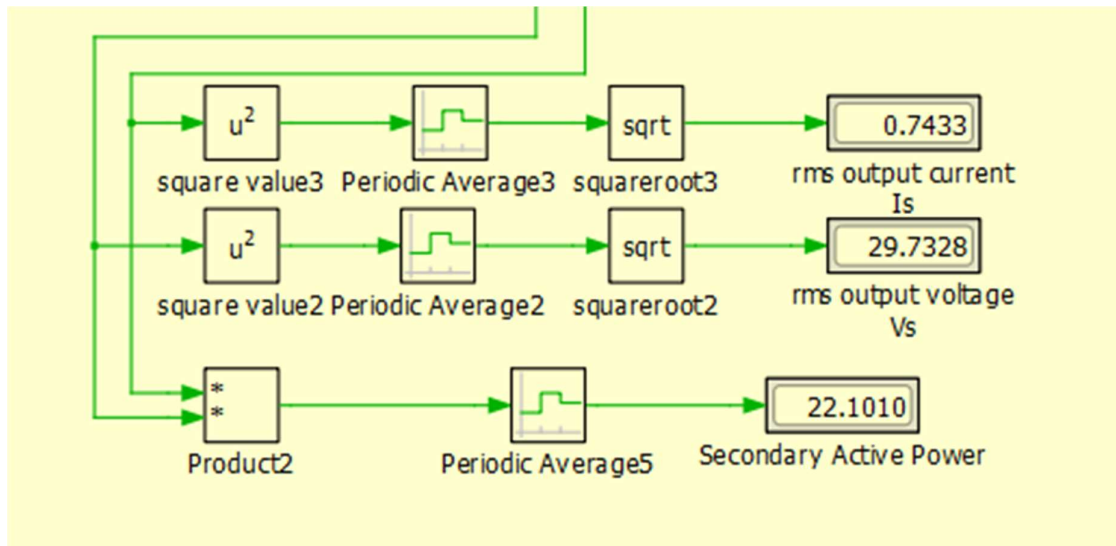 u²
sqrt
0.7433
square value3
Periodic Average3
squareroot3
rms output current
Is
u²
sqrt
29.7328
square value2
Periodic Average2
squareroot2
rms output voltage
Vs
*
*
22.1010
Product2
Periodic Average5
Secondary Active Power